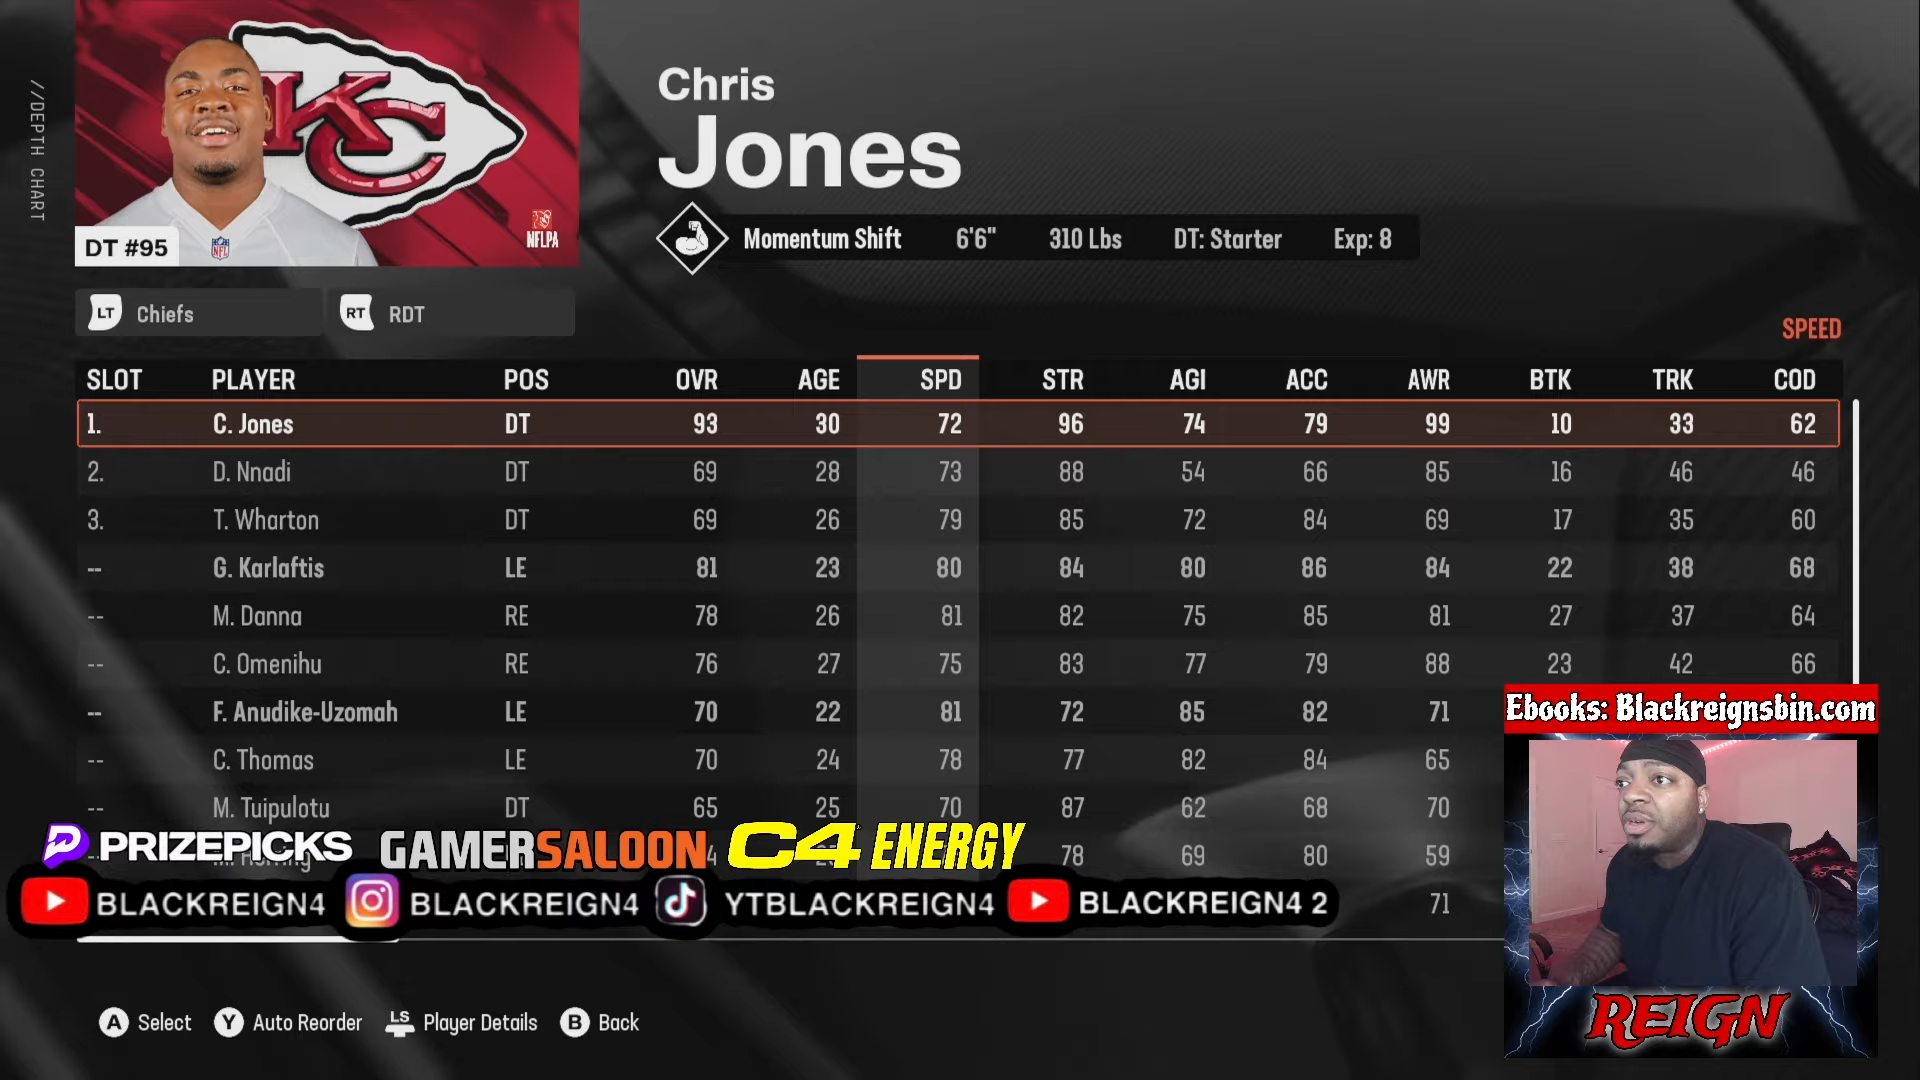 //DEPTH CHART
KC
NFLPA
NFL
DT #95
Chris
Jones
Momentum Shift 6'6" 310 Lbs DT: Starter Exp: 8
LT Chiefs RT RDT
SPEED
SLOT PLAYER POS OVR AGE SPD STR AGI ACC AWR BTK TRK COD
1. C. Jones DT 93 30 72 96 74 79 99 10 33 62
2. D. Nnadi DT 69 28 73 88 54 66 85 16 46 46
3. T. Wharton DT 69 26 79 85 72 84 69 17 35 60
-- G. Karlaftis LE 81 23 80 84 80 86 84 22 38 68
-- M. Danna RE 78 26 81 82 75 85 81 27 37 64
-- C. Omenihu RE 76 27 75 83 77 79 88 23 42 66
-- F. Anudike-Uzomah LE 70 22 81 72 85 82 71
-- C. Thomas LE 70 24 78 77 82 84 65
-- M. Tuipulotu DT 65 25 70 87 62 68 70
78 69 80 59
71
Ebooks: Blackreignsbin.com
PRIZEPICKS GAMERSALOON C4 ENERGY
BLACKREIGN4 BLACKREIGN4 YTBLACKREIGN4 BLACKREIGN4 2
REIGN
A Select Y Auto Reorder LS Player Details B Back